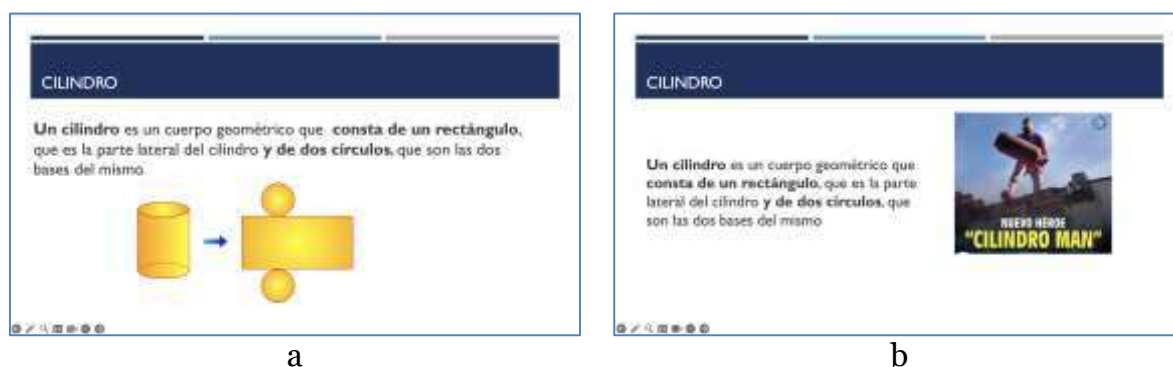 CILINDRO
Un cilindro es un cuerpo geométrico que consta de un rectángulo,
que es la parte lateral del cilindro y de dos círculos, que son las dos
bases del mismo
a
CILINDRO
Un cilindro es un cuerpo geométrico que
consta de un rectángulo, que es la parte
lateral del cilindro y de dos círculos, que
son las dos bases del mismo
NUEVO HÉROE
"CILINDRO MAN"
b